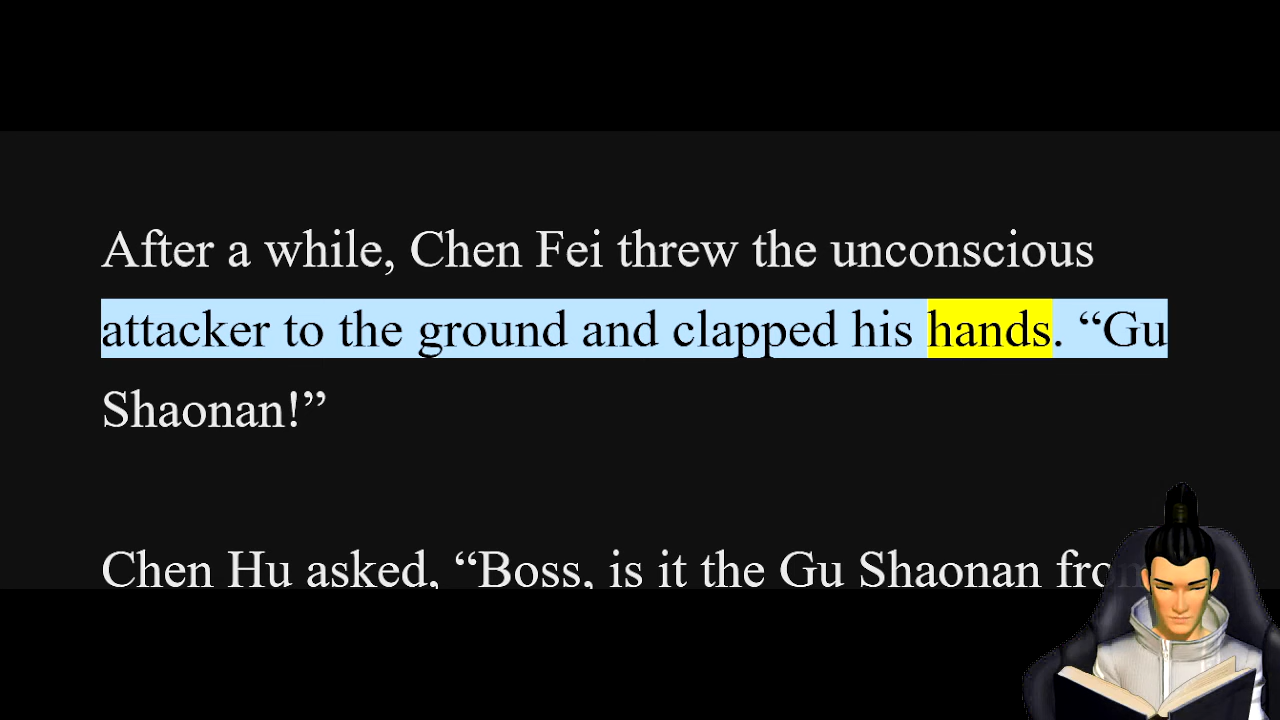 After a while, Chen Fei threw the unconscious
attacker to the ground and clapped his hands. “Gu
Shaonan!”
Chen Hu asked, “Boss, is it the Gu Shaonan from